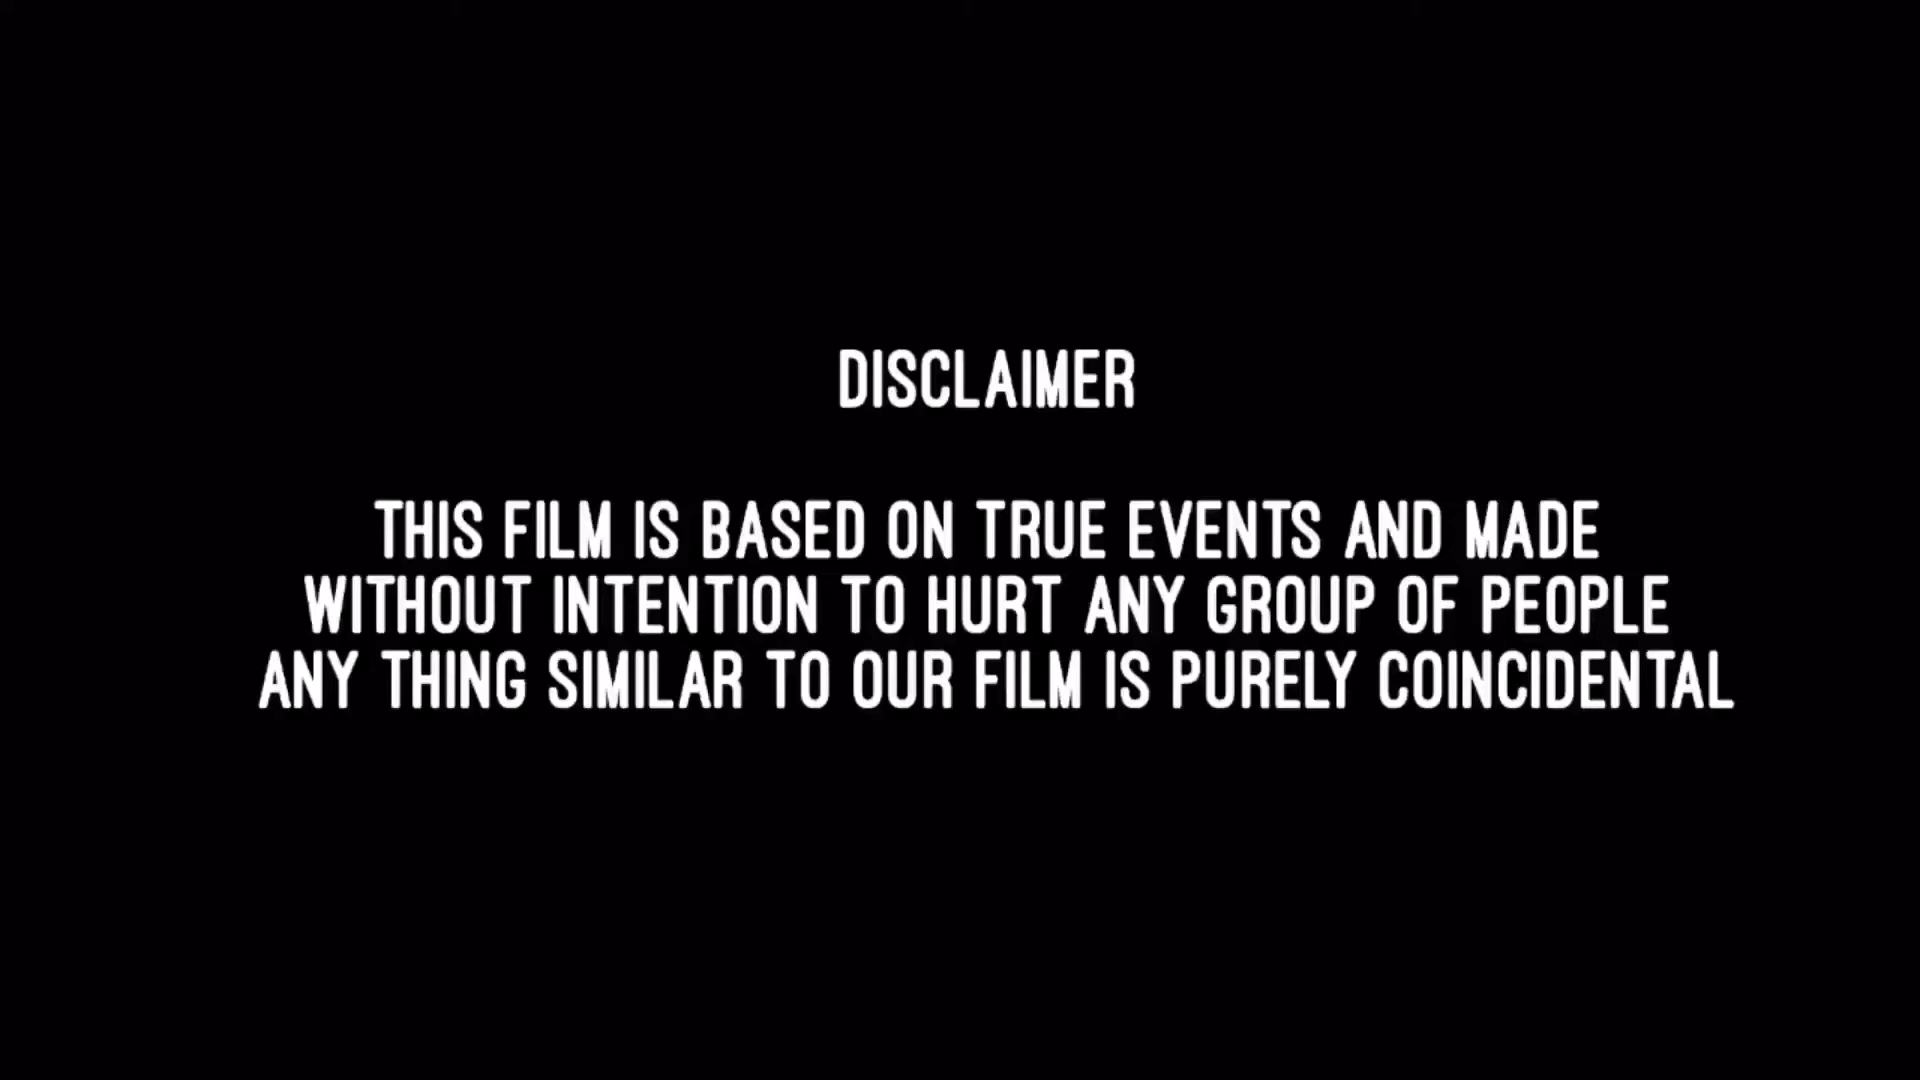 DISCLAIMER
THIS FILM IS BASED ON TRUE EVENTS AND MADE
WITHOUT INTENTION TO HURT ANY GROUP OF PEOPLE
ANY THING SIMILAR TO OUR FILM IS PURELY COINCIDENTAL